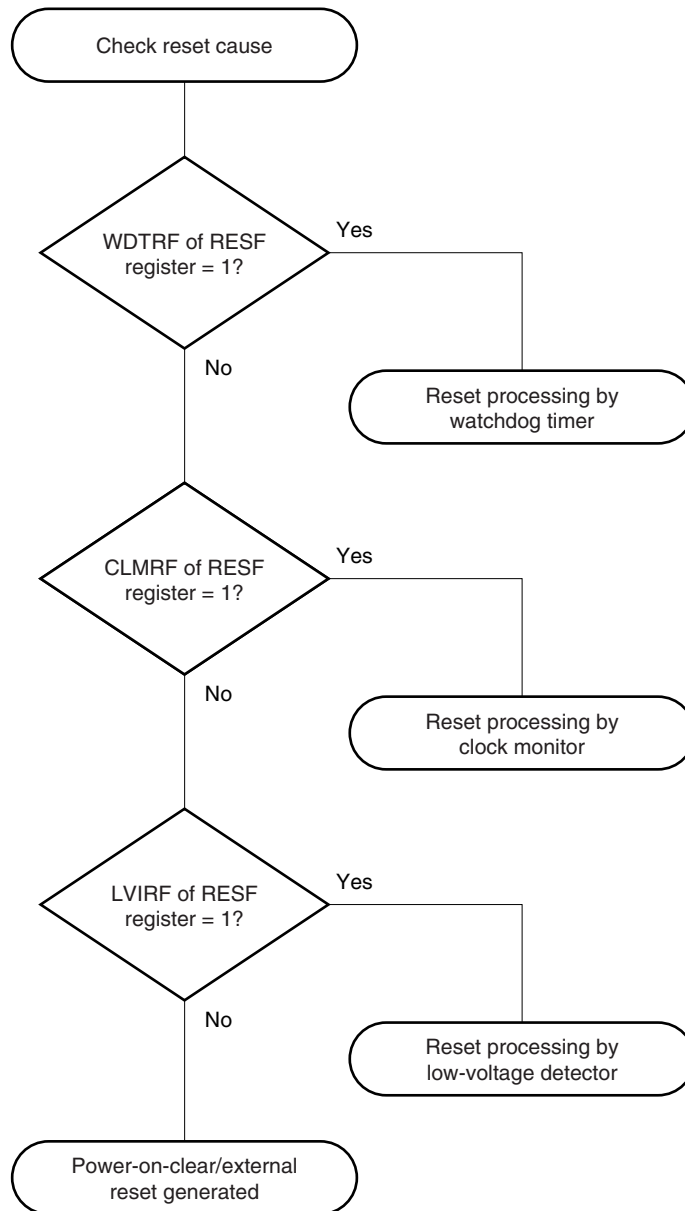 Check reset cause
WDTRF of RESF
register = 1?
Yes
No
Reset processing by
watchdog timer
CLMRF of RESF
register = 1?
Yes
No
Reset processing by
clock monitor
LVIRF of RESF
register = 1?
Yes
No
Reset processing by
low-voltage detector
Power-on-clear/external
reset generated